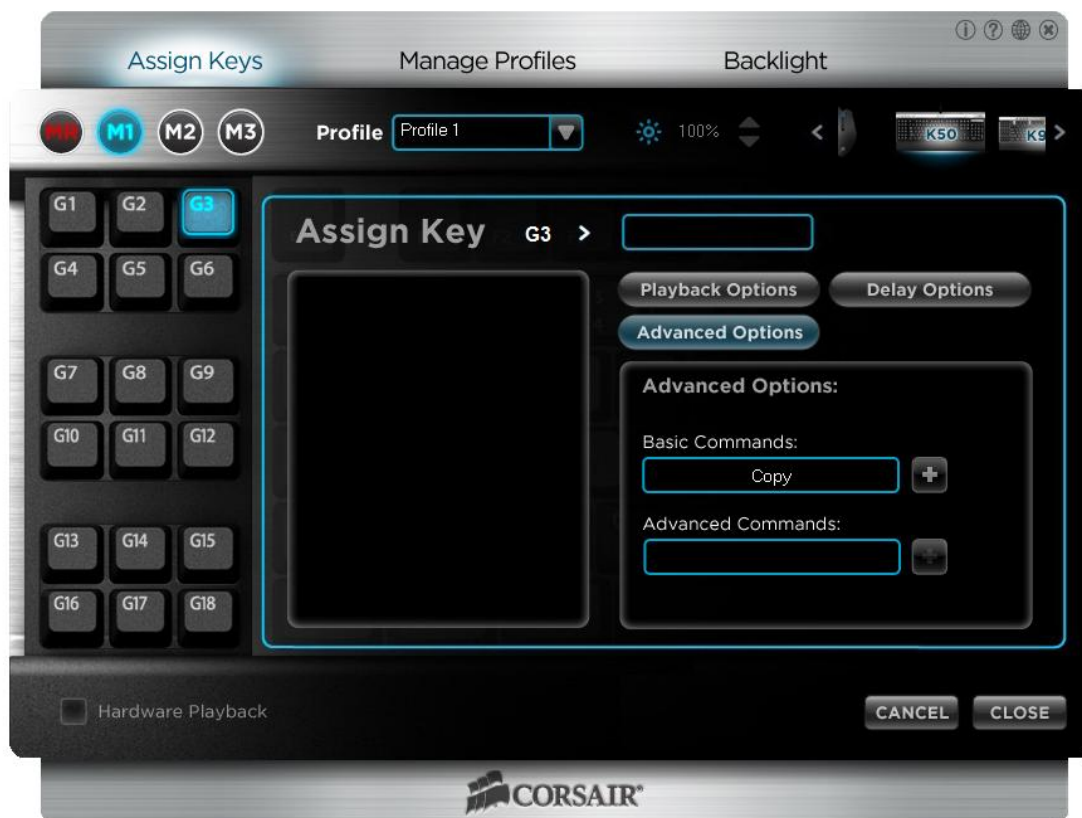 Assign Keys Manage Profiles Backlight
MR M1 M2 M3 Profile Profile 1 100% < K50 K9 >
G1 G2 G3
Assign Key G3 >
G4 G5 G6
Playback Options Delay Options
Advanced Options
G7 G8 G9
Advanced Options:
G10 G11 G12
Basic Commands:
Copy +
Advanced Commands:
G13 G14 G15
+
G16 G17 G18
Hardware Playback CANCEL CLOSE
CORSAIR®